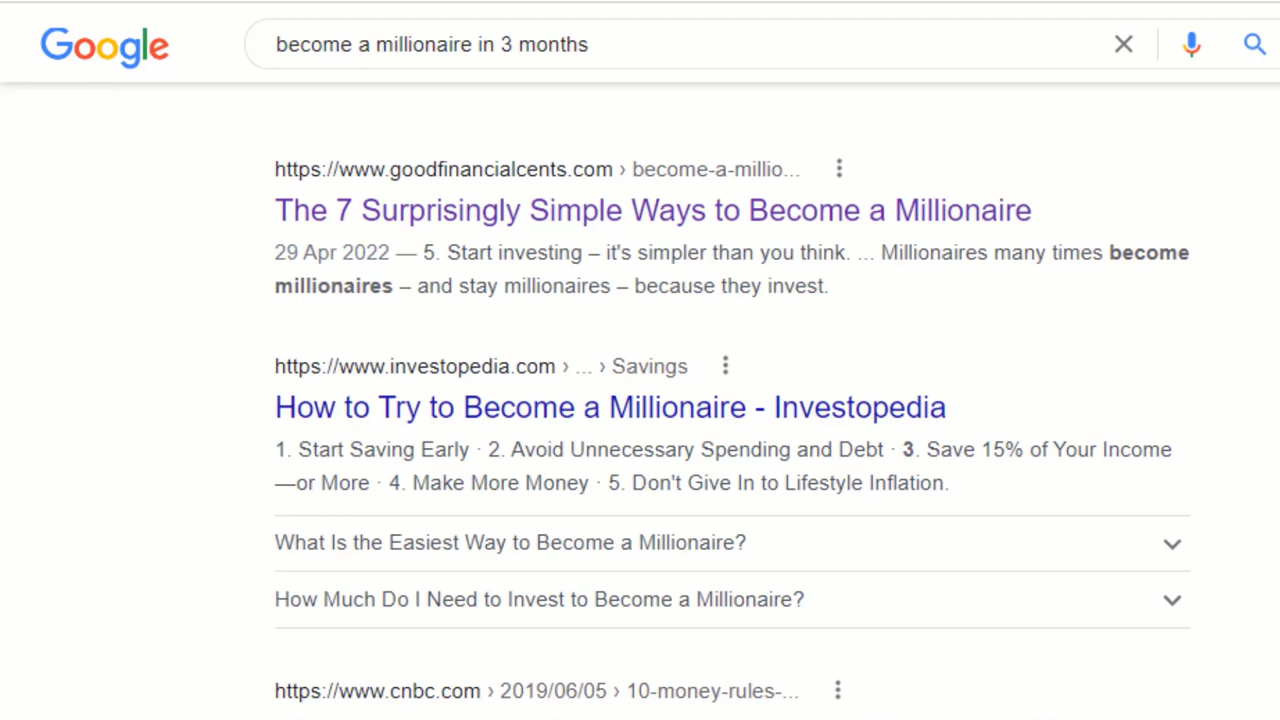 Google
become a millionaire in 3 months
https://www.goodfinancialcents.com › become-a-millio...
The 7 Surprisingly Simple Ways to Become a Millionaire
29 Apr 2022 — 5. Start investing – it's simpler than you think. ... Millionaires many times become
millionaires – and stay millionaires – because they invest.
https://www.investopedia.com › ... › Savings
How to Try to Become a Millionaire - Investopedia
1. Start Saving Early · 2. Avoid Unnecessary Spending and Debt · 3. Save 15% of Your Income
—or More · 4. Make More Money · 5. Don't Give In to Lifestyle Inflation.
What Is the Easiest Way to Become a Millionaire?
How Much Do I Need to Invest to Become a Millionaire?
https://www.cnbc.com › 2019/06/05 › 10-money-rules-...